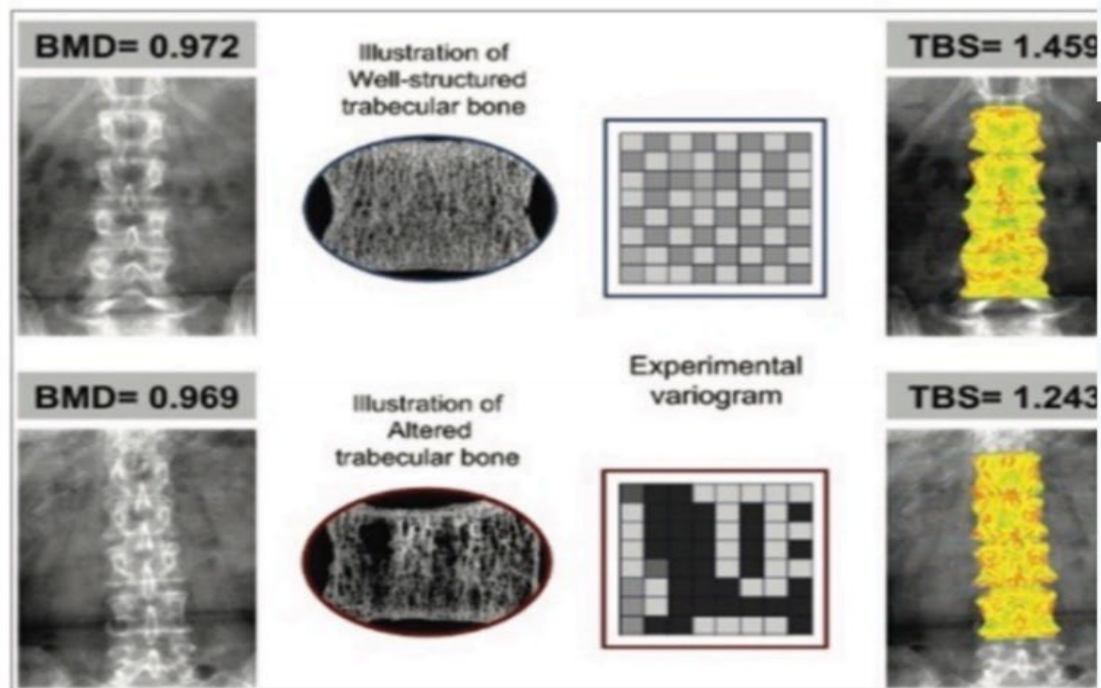 BMD= 0.972
Illustration of
Well-structured
trabecular bone
TBS= 1.459
Experimental
variogram
BMD= 0.969
Illustration of
Altered
trabecular bone
TBS= 1.243